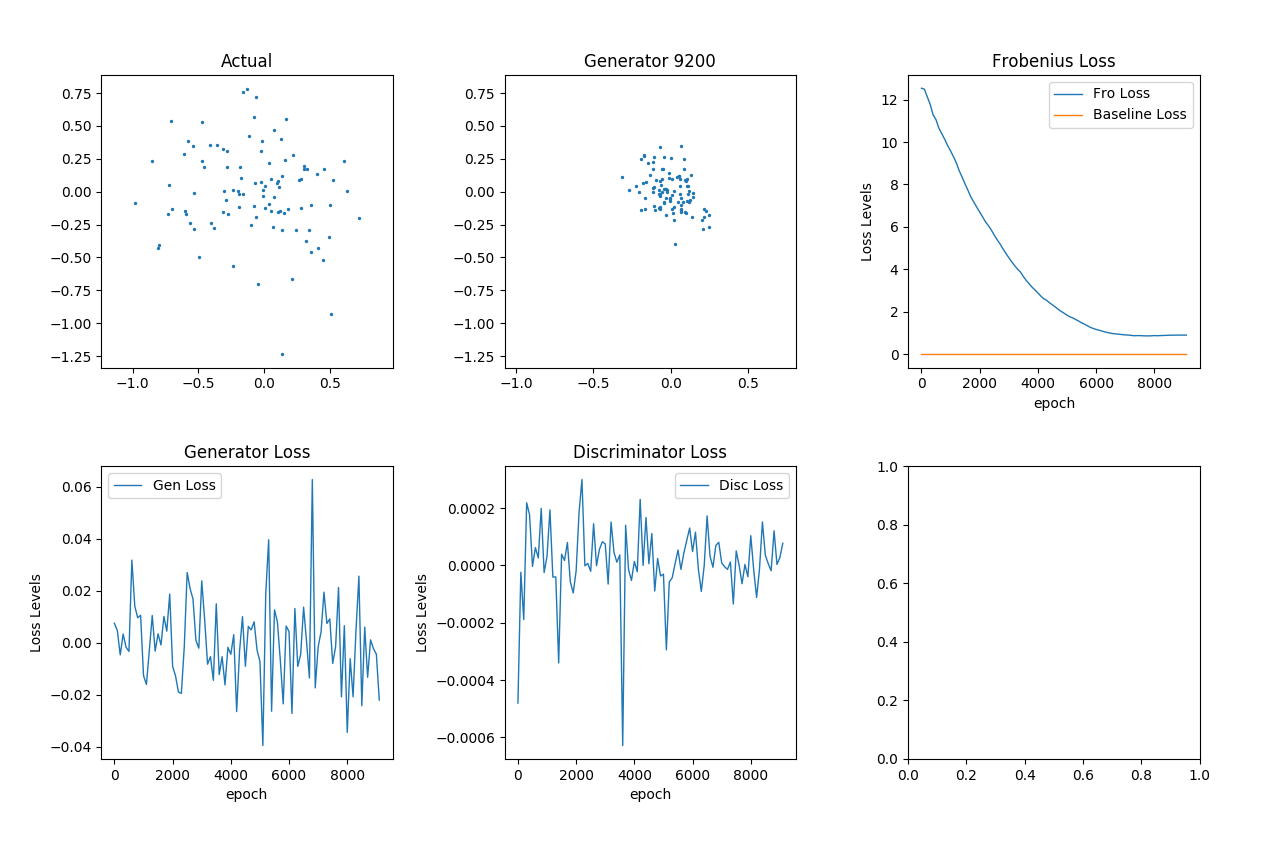 Actual
0.75
0.50
0.25
0.00
−0.25
−0.50
−0.75
−1.00
−1.25
−1.0 −0.5 0.0 0.5
Generator 9200
0.75
0.50
0.25
0.00
−0.25
−0.50
−0.75
−1.00
−1.25
−1.0 −0.5 0.0 0.5
Frobenius Loss
Fro Loss
Baseline Loss
Loss Levels
12
10
8
6
4
2
0
0 2000 4000 6000 8000
epoch
Generator Loss
Gen Loss
Loss Levels
0.06
0.04
0.02
0.00
−0.02
−0.04
0 2000 4000 6000 8000
epoch
Discriminator Loss
Disc Loss
Loss Levels
0.0002
0.0000
−0.0002
−0.0004
−0.0006
0 2000 4000 6000 8000
epoch
1.0
0.8
0.6
0.4
0.2
0.0
0.0 0.2 0.4 0.6 0.8 1.0